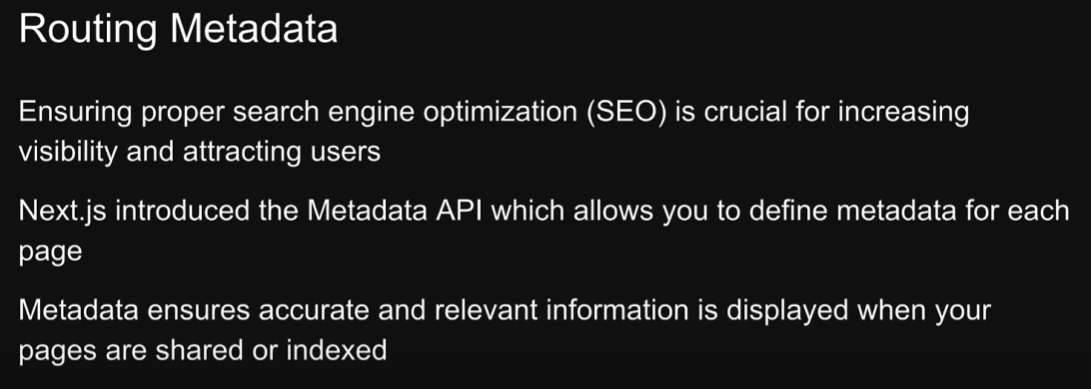 Routing Metadata
Ensuring proper search engine optimization (SEO) is crucial for increasing
visibility and attracting users
Next.js introduced the Metadata API which allows you to define metadata for each
page
Metadata ensures accurate and relevant information is displayed when your
pages are shared or indexed